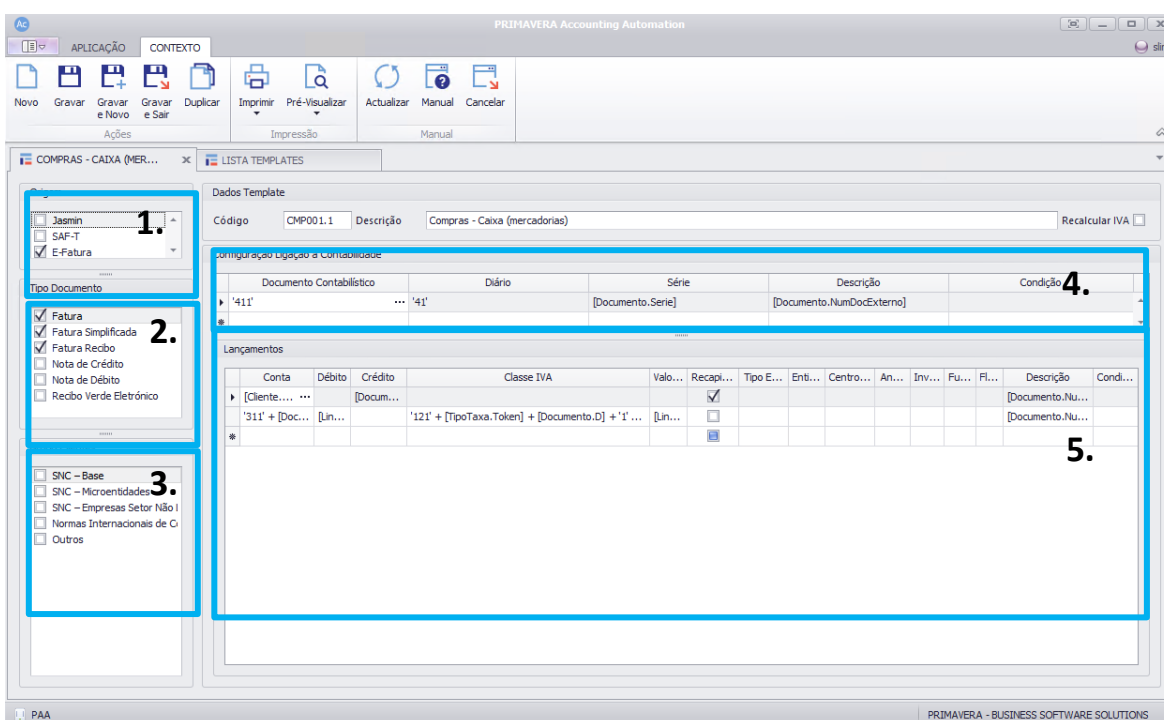 Ac PRIMAVERA Accounting Automation
APLICAÇÃO CONTEXTO
Novo Gravar Gravar e Novo Gravar e Sair Duplicar Imprimir Pré-Visualizar Actualizar Manual Cancelar
Ações Impressão Manual
COMPRAS - CAIXA (MER... LISTA TEMPLATES
Dados Template
Jasmin
SAF-T
E-Fatura
1.
Código CMP001.1 Descrição Compras - Caixa (mercadorias) Recalcular IVA
Configuração Ligação à Contabilidade
Documento Contabilístico Diário Série Descrição Condição
'411' ... '41' [Documento.Serie] [Documento.NumDocExterno]
4.
Tipo Documento
Fatura
Fatura Simplificada
Fatura Recibo
Nota de Crédito
Nota de Débito
Recibo Verde Eletrónico
2.
Lançamentos
Conta Débito Crédito Classe IVA Valo... Recapi... Tipo E... Enti... Centro... An... Inv... Fu... Fl... Descrição Condi...
[Cliente.... ... [Docum... [Documento.Nu...
'311' + [Doc... [Lin... '121' + [TipoTaxa.Token] + [Documento.D] + '1' ... [Lin... [Documento.Nu...
5.
SNC – Base
SNC – Microentidades
SNC – Empresas Setor Não
Normas Internacionais de
Outros
3.
PAA PRIMAVERA - BUSINESS SOFTWARE SOLUTIONS